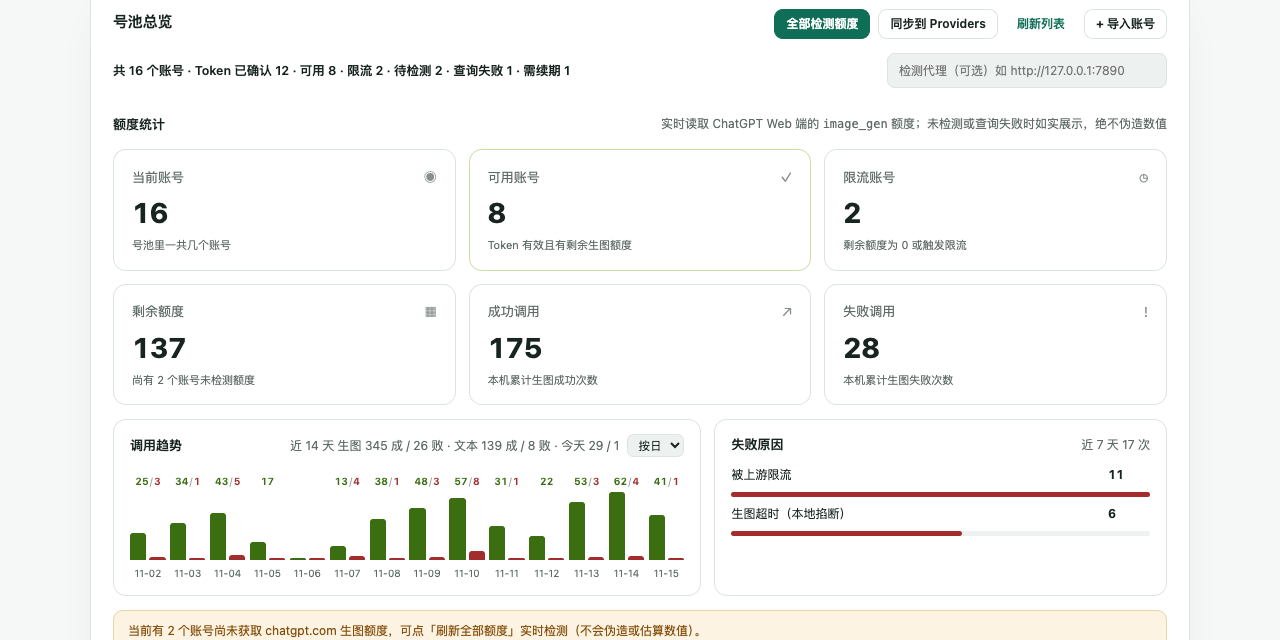 号池总览
全部检测额度 同步到 Providers 刷新列表 + 导入账号
共 16 个账号 · Token 已确认 12 · 可用 8 · 限流 2 · 待检测 2 · 查询失败 1 · 需续期 1
检测代理（可选）如 http://127.0.0.1:7890
额度统计
实时读取 ChatGPT Web 端的 image_gen 额度；未检测或查询失败时如实展示，绝不伪造数值
当前账号
16
号池里一共几个账号
可用账号
8
Token 有效且有剩余生图额度
限流账号
2
剩余额度为 0 或触发限流
剩余额度
137
尚有 2 个账号未检测额度
成功调用
175
本机累计生图成功次数
失败调用
!
28
本机累计生图失败次数
调用趋势
近 14 天 生图 345 成 / 26 败 · 文本 139 成 / 8 败 · 今天 29 / 1
按日
25/3 34/1 43/5 17 13/4 38/1 48/3 57/8 31/1 22 53/3 62/4 41/1
11-02 11-03 11-04 11-05 11-06 11-07 11-08 11-09 11-10 11-11 11-12 11-13 11-14 11-15
失败原因
近 7 天 17 次
被上游限流 11
生图超时（本地掐断） 6
当前有 2 个账号尚未获取 chatgpt.com 生图额度，可点「刷新全部额度」实时检测（不会伪造或估算数值）。